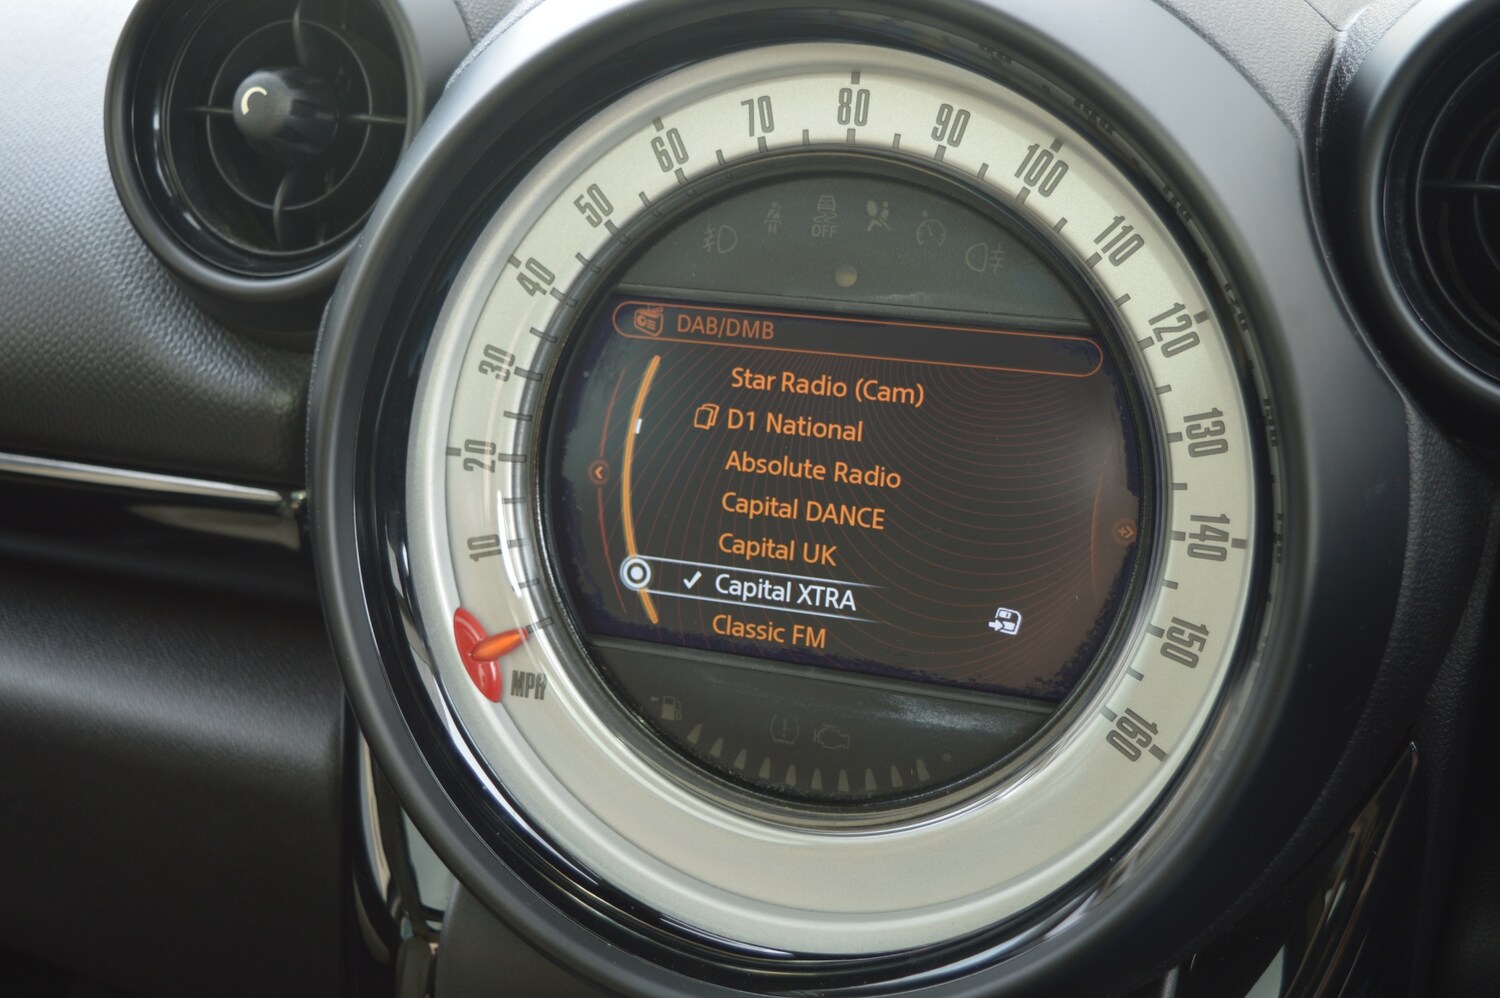 10
20
30
40
50
60
70
80
90
100
110
120
130
140
150
160
MPH
OFF
DAB/DMB
Star Radio (Cam)
D1 National
Absolute Radio
Capital DANCE
Capital UK
Capital XTRA
Classic FM